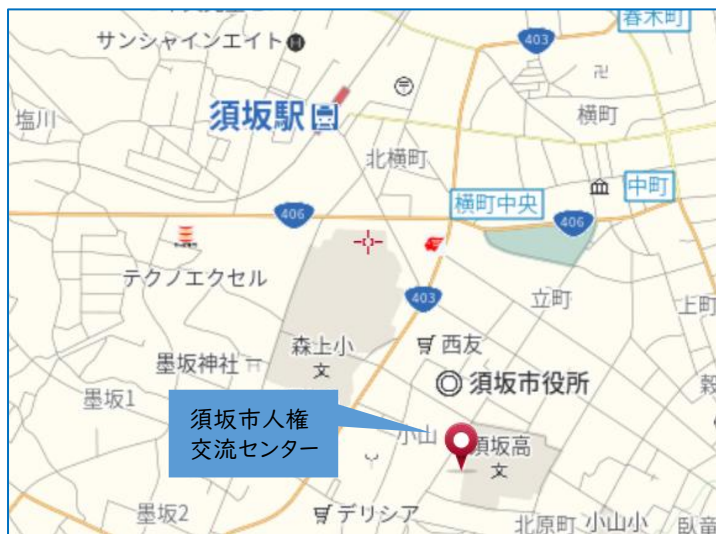 春木町
サンシャインエイト
403
卍
須坂駅
横町
塩川
北横町
中町
横町中央
406
406
テクノエクセル
立町
403
上町
森上小
文
西友
墨坂神社
須坂市役所
穀
墨坂1
須坂市人権
交流センター
小山
須坂高
文
墨坂2
デリシア
北原町
小山小
臥竜